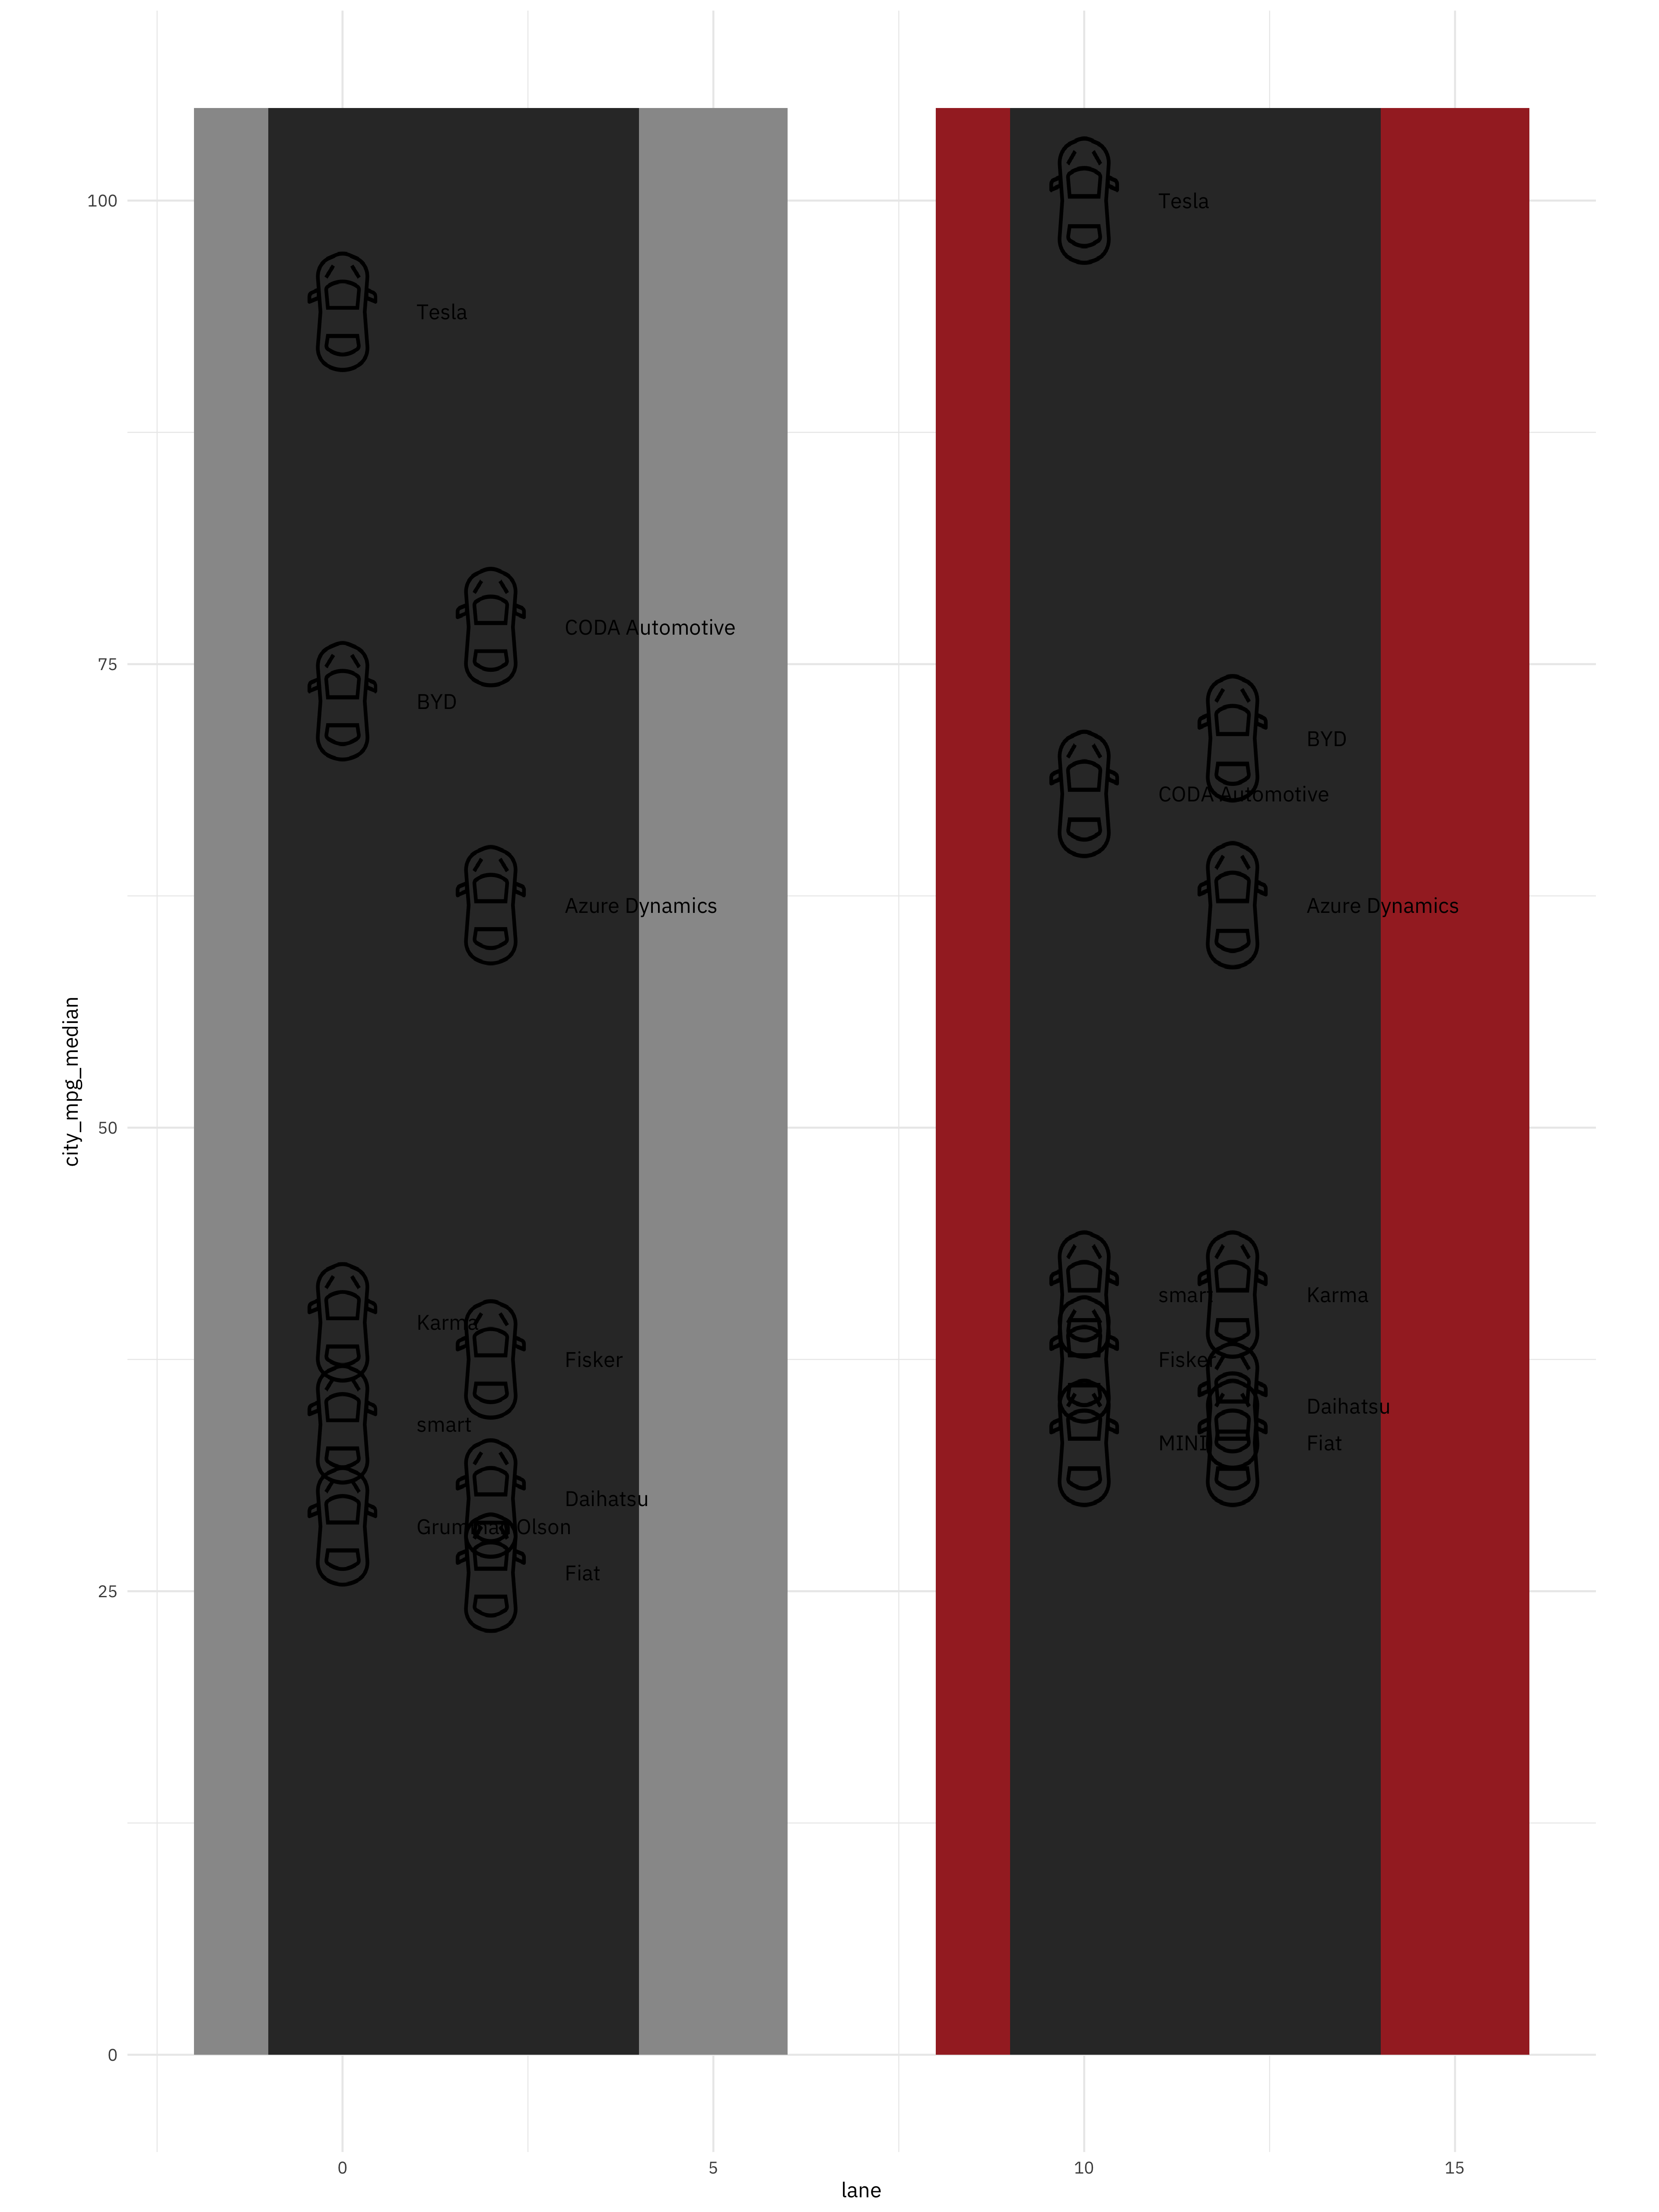 100
Tesla
Tesla
CODA Automotive
75
BYD
BYD
CODA Automotive
Azure Dynamics
Azure Dynamics
city_mpg_median
50
smart
Karma
Karma
Fisker
Fisker
Daihatsu
smart
MINI
Fiat
Daihatsu
Grumman Olson
Fiat
25
0
0
5
10
15
lane